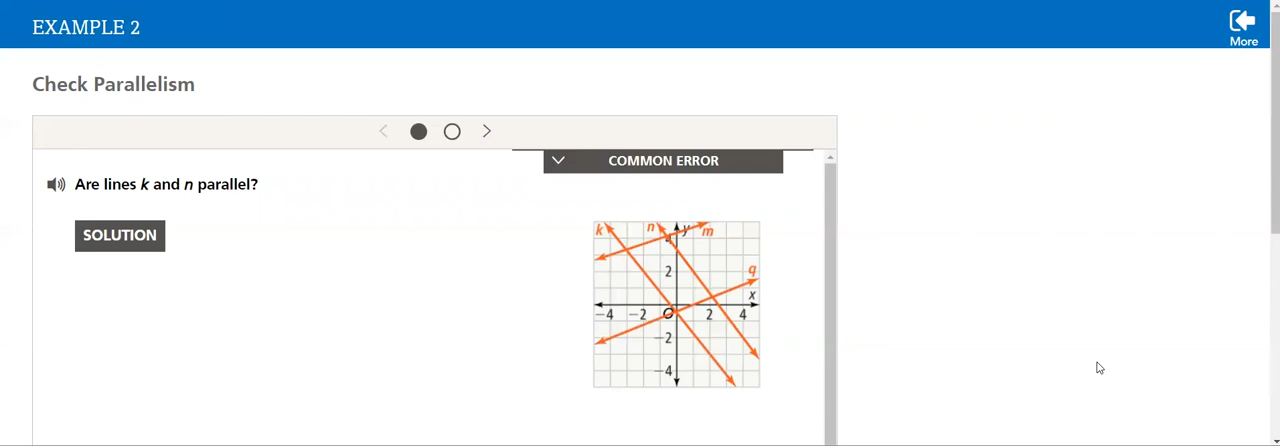 EXAMPLE 2
More
Check Parallelism
COMMON ERROR
Are lines k and n parallel?
SOLUTION
k n y m
4
2 q
x
−4 −2 O 2 4
−2
−4